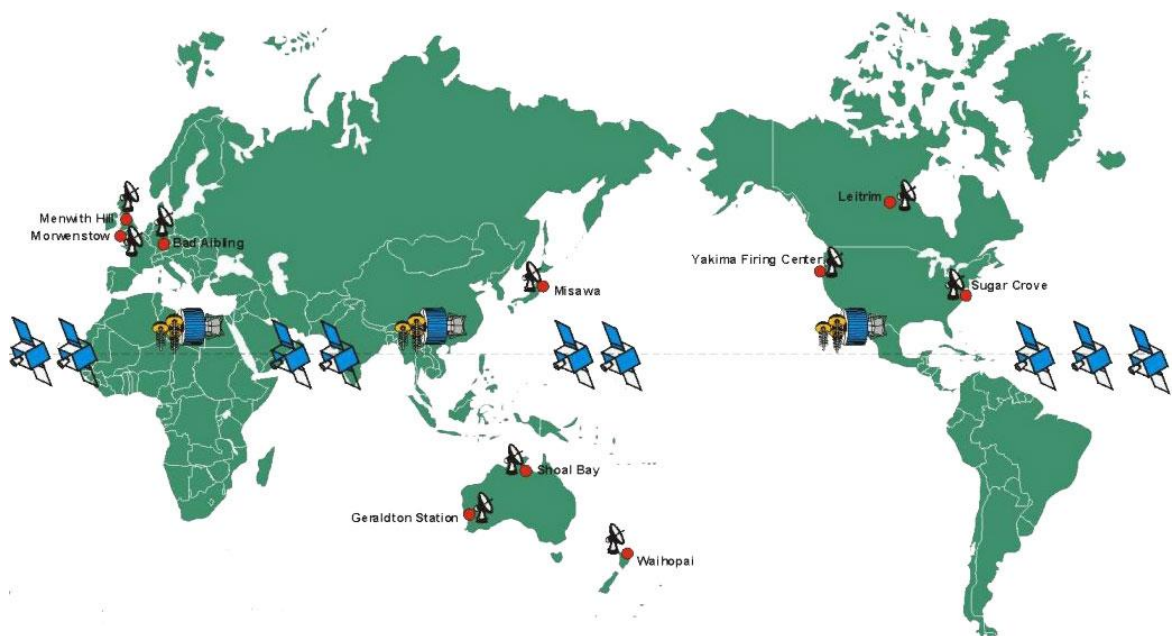 Leitrim
Menwith Hill
Morwenstow
Bad Aibling
Yakima Firing Center
Misawa
Sugar Crove
Shoal Bay
Geraldton Station
Waihopai